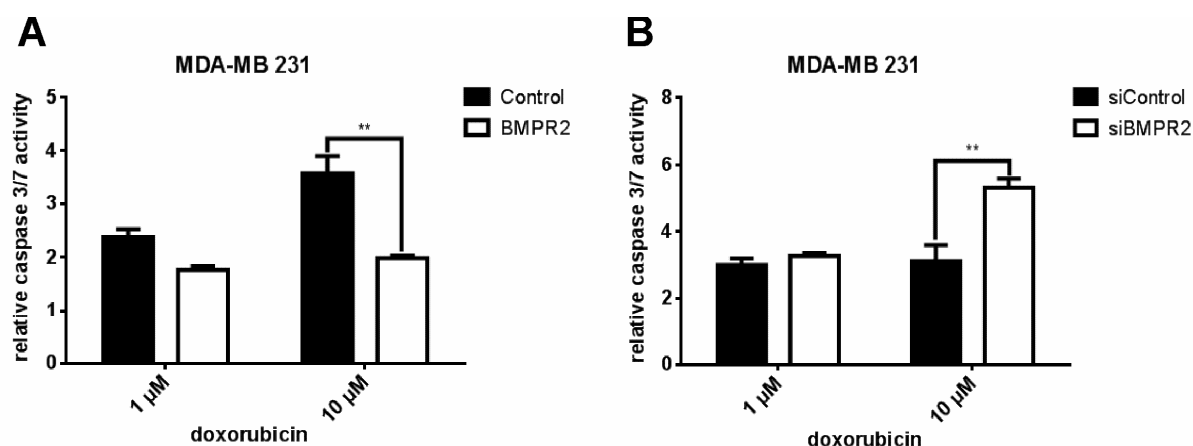 A
MDA-MB 231
relative caspase 3/7 activity
5
4
3
2
1
0
**
Control
BMPR2
1 µM
10 µM
doxorubicin
B
MDA-MB 231
relative caspase 3/7 activity
8
6
4
2
0
**
siControl
siBMPR2
1 µM
10 µM
doxorubicin